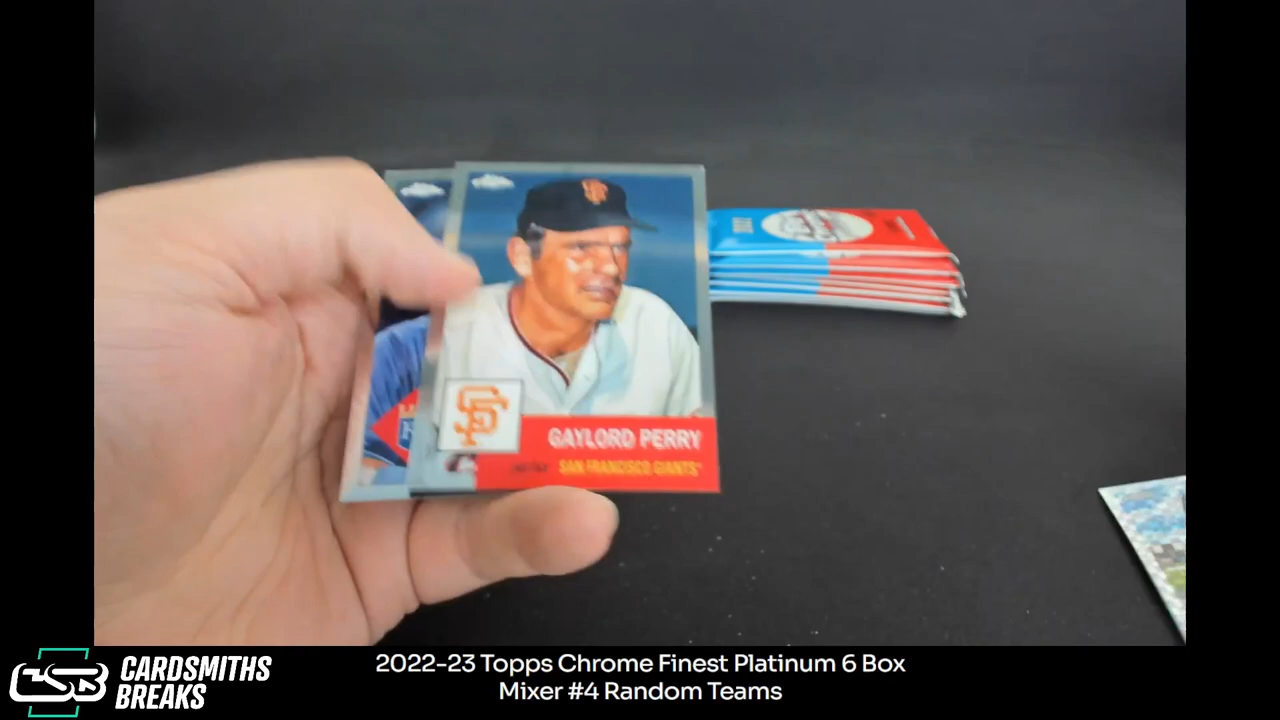 SF
GAYLORD PERRY
SAN FRANCISCO GIANTS
CSB
CARDSMITHS
BREAKS
2022-23 Topps Chrome Finest Platinum 6 Box
Mixer #4 Random Teams